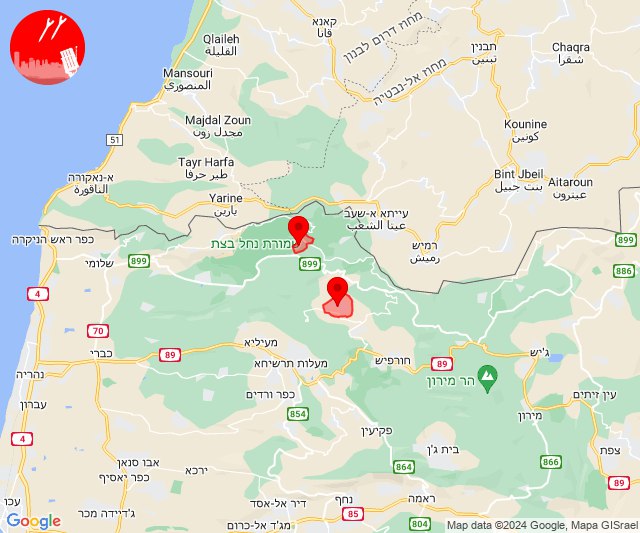 קאנא
قانا
מחוז דרום לבנון
Qlaileh
القليلة
תבנין
تبنين
Chaqra
شقرا
מחוז אל-נבטיה
Mansouri
المنصوري
Majdal Zoun
مجدل زون
Kounine
كونين
51
Tayr Harfa
طير حرفا
א-נאקורה
الناقورة
Bint Jbeil
بنت جبيل
Aitaroun
عيترون
Yarine
يارين
עייתא א-שעב
عيتا الشعب
רמיש
رميش
כפר ראש הניקרה
שמורת נחל בצת
899
899
899
שלומי
886
4
70
89
כברי
מעיליא
מעלות תרשיחא
חורפיש
89
ג'יש
נהריה
הר מירון
עברון
כפר ורדים
854
מירון
עין זיתים
4
פקיעין
89
אבו סנאן
כפר יאסיף
ירכא
בית ג'ן
864
866
צפת
עכו
ג'דיידה מכר
דיר אל-אסד
נחף
ראמה
85
מג'ד אל-כרום
804
Google
Map data ©2024 Google, Mapa GISrael